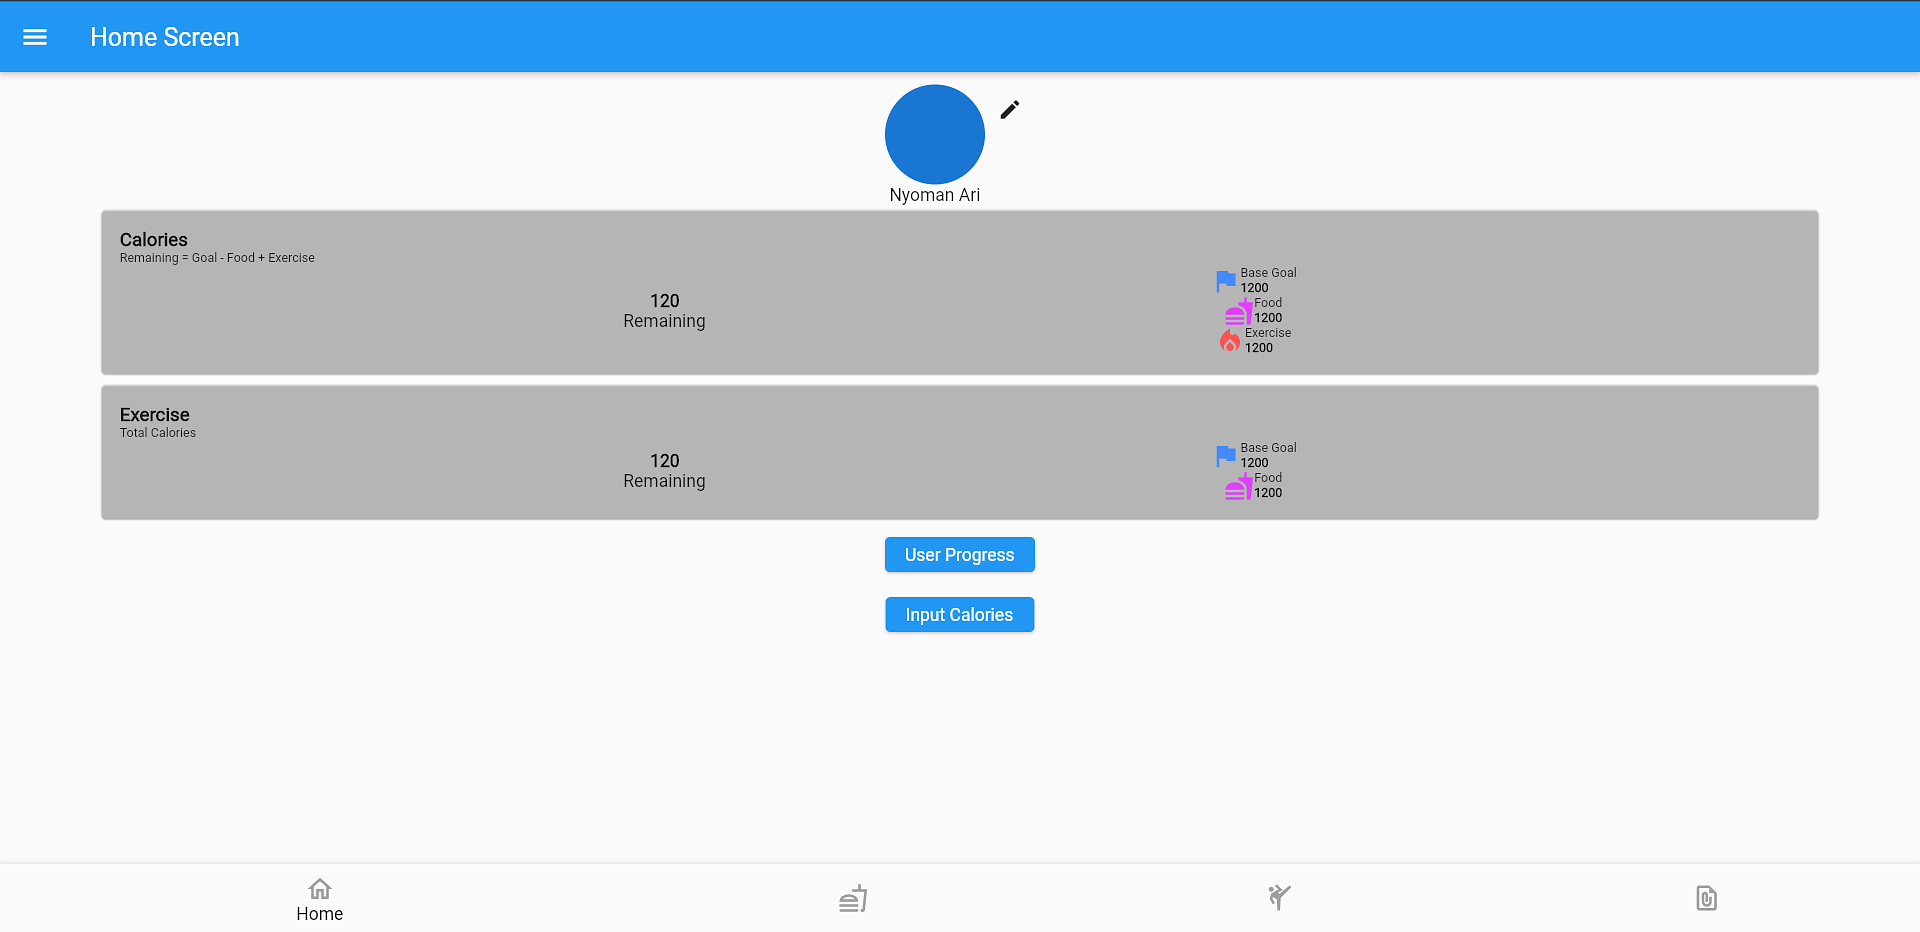 Home Screen
Nyoman Ari
Calories
Remaining = Goal - Food + Exercise
120
Remaining
Base Goal
1200
Food
1200
Exercise
1200
Exercise
Total Calories
120
Remaining
Base Goal
1200
Food
1200
User Progress
Input Calories
Home